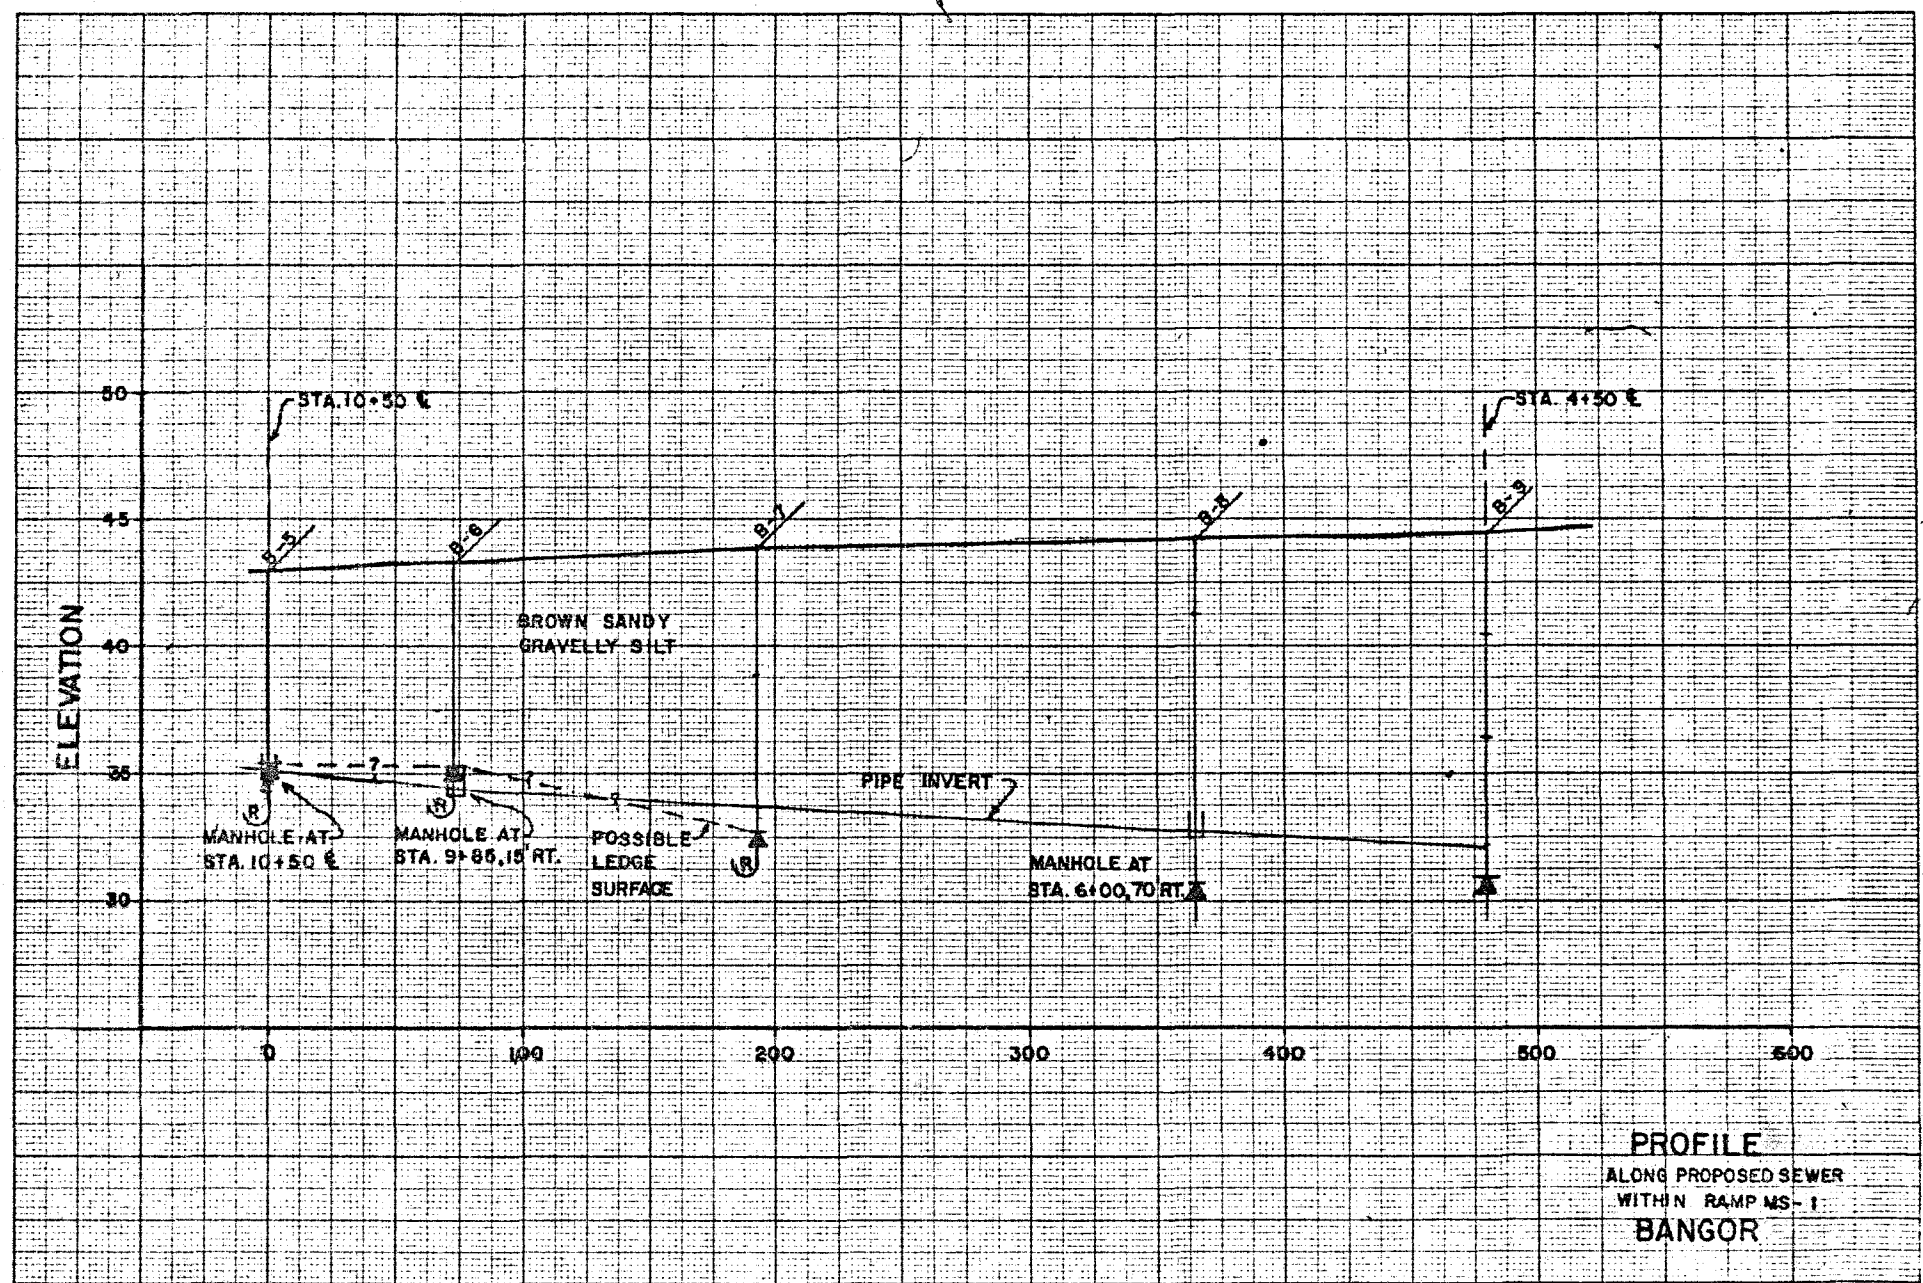 50
STA. 10+50 ℄
STA. 4+50 ℄
45
B-5
B-6
B-7
B-8
B-9
ELEVATION
BROWN SANDY
GRAVELLY SILT
40
35
?
?
?
PIPE INVERT
R
R
R
MANHOLE AT
STA. 10+50 ℄
MANHOLE AT
STA. 9+85, 15' RT.
POSSIBLE
LEDGE
SURFACE
MANHOLE AT
STA. 6+00, 70' RT.
30
0
100
200
300
400
500
600
PROFILE
ALONG PROPOSED SEWER
WITHIN RAMP MS-1
BANGOR